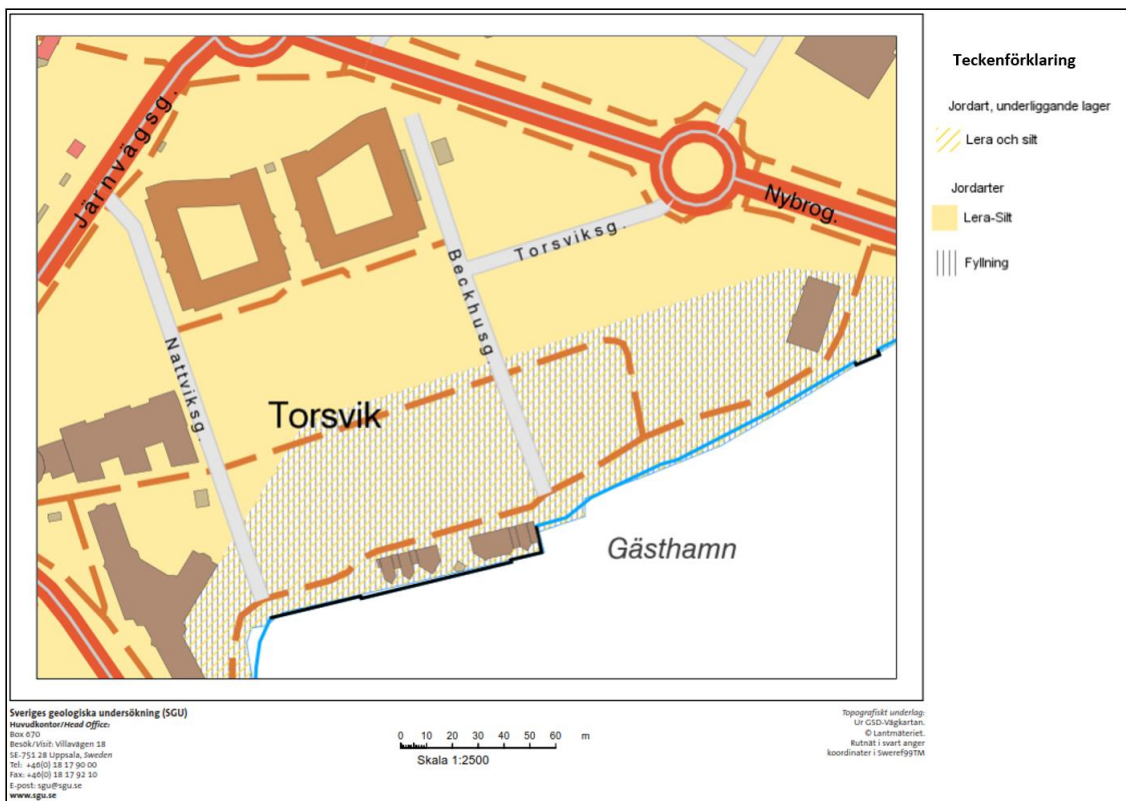 Järnvägsg.
Nybrog.
Torsviksg.
Beckhusg.
Nattviksg.
Torsvik
Gästhamn
Teckenförklaring
Jordart, underliggande lager
Lera och silt
Jordarter
Lera-Silt
Fyllning
Sveriges geologiska undersökning (SGU)
Huvudkontor/Head Office:
Box 670
Besök/Visit: Villavägen 18
SE-751 28 Uppsala, Sweden
Tel: +46(0) 18 17 90 00
Fax: +46(0) 18 17 92 10
E-post: sgu@sgu.se
www.sgu.se
0 10 20 30 40 50 60 m
Skala 1:2500
Topografiskt underlag:
Ur GSD-Vägkartan.
© Lantmäteriet.
Rutnät i svart anger
koordinater i Sweref99TM